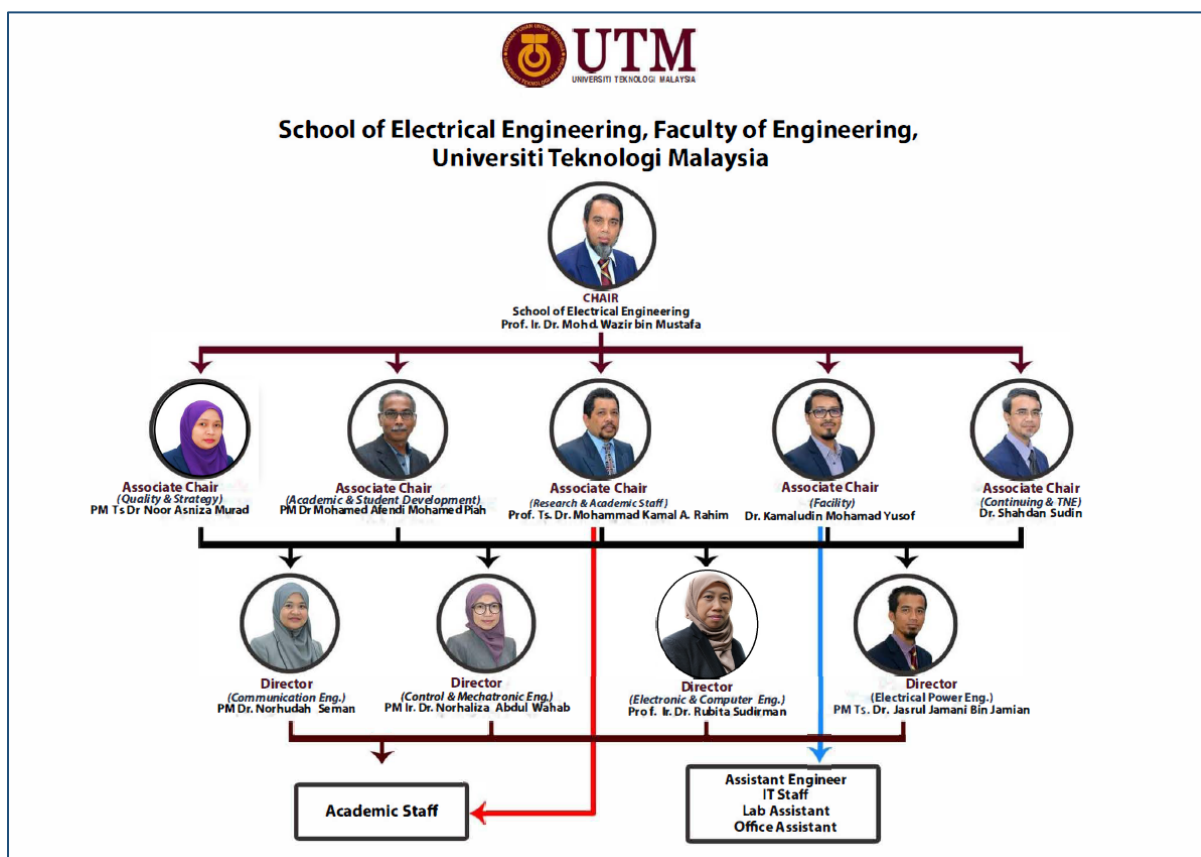 UTM
UNIVERSITI TEKNOLOGI MALAYSIA
School of Electrical Engineering, Faculty of Engineering,
Universiti Teknologi Malaysia
CHAIR
School of Electrical Engineering
Prof. Ir. Dr. Mohd. Wazir bin Mustafa
Associate Chair
(Quality & Strategy)
PM Ts Dr Noor Asniza Murad
Associate Chair
(Academic & Student Development)
PM Dr Mohamed Afendi Mohamed Piah
Associate Chair
(Research & Academic Staff)
Prof. Ts. Dr. Mohammad Kamal A. Rahim
Associate Chair
(Facility)
Dr. Kamaludin Mohamad Yusof
Associate Chair
(Continuing & TNE)
Dr. Shahdan Sudin
Director
(Communication Eng.)
PM Dr. Norhudah Seman
Director
(Control & Mechatronic Eng.)
PM Ir. Dr. Norhaliza Abdul Wahab
Director
(Electronic & Computer Eng.)
Prof. Ir. Dr. Rubita Sudirman
Director
(Electrical Power Eng.)
PM Ts. Dr. Jasrul Jamani Bin Jamian
Academic Staff
Assistant Engineer
IT Staff
Lab Assistant
Office Assistant